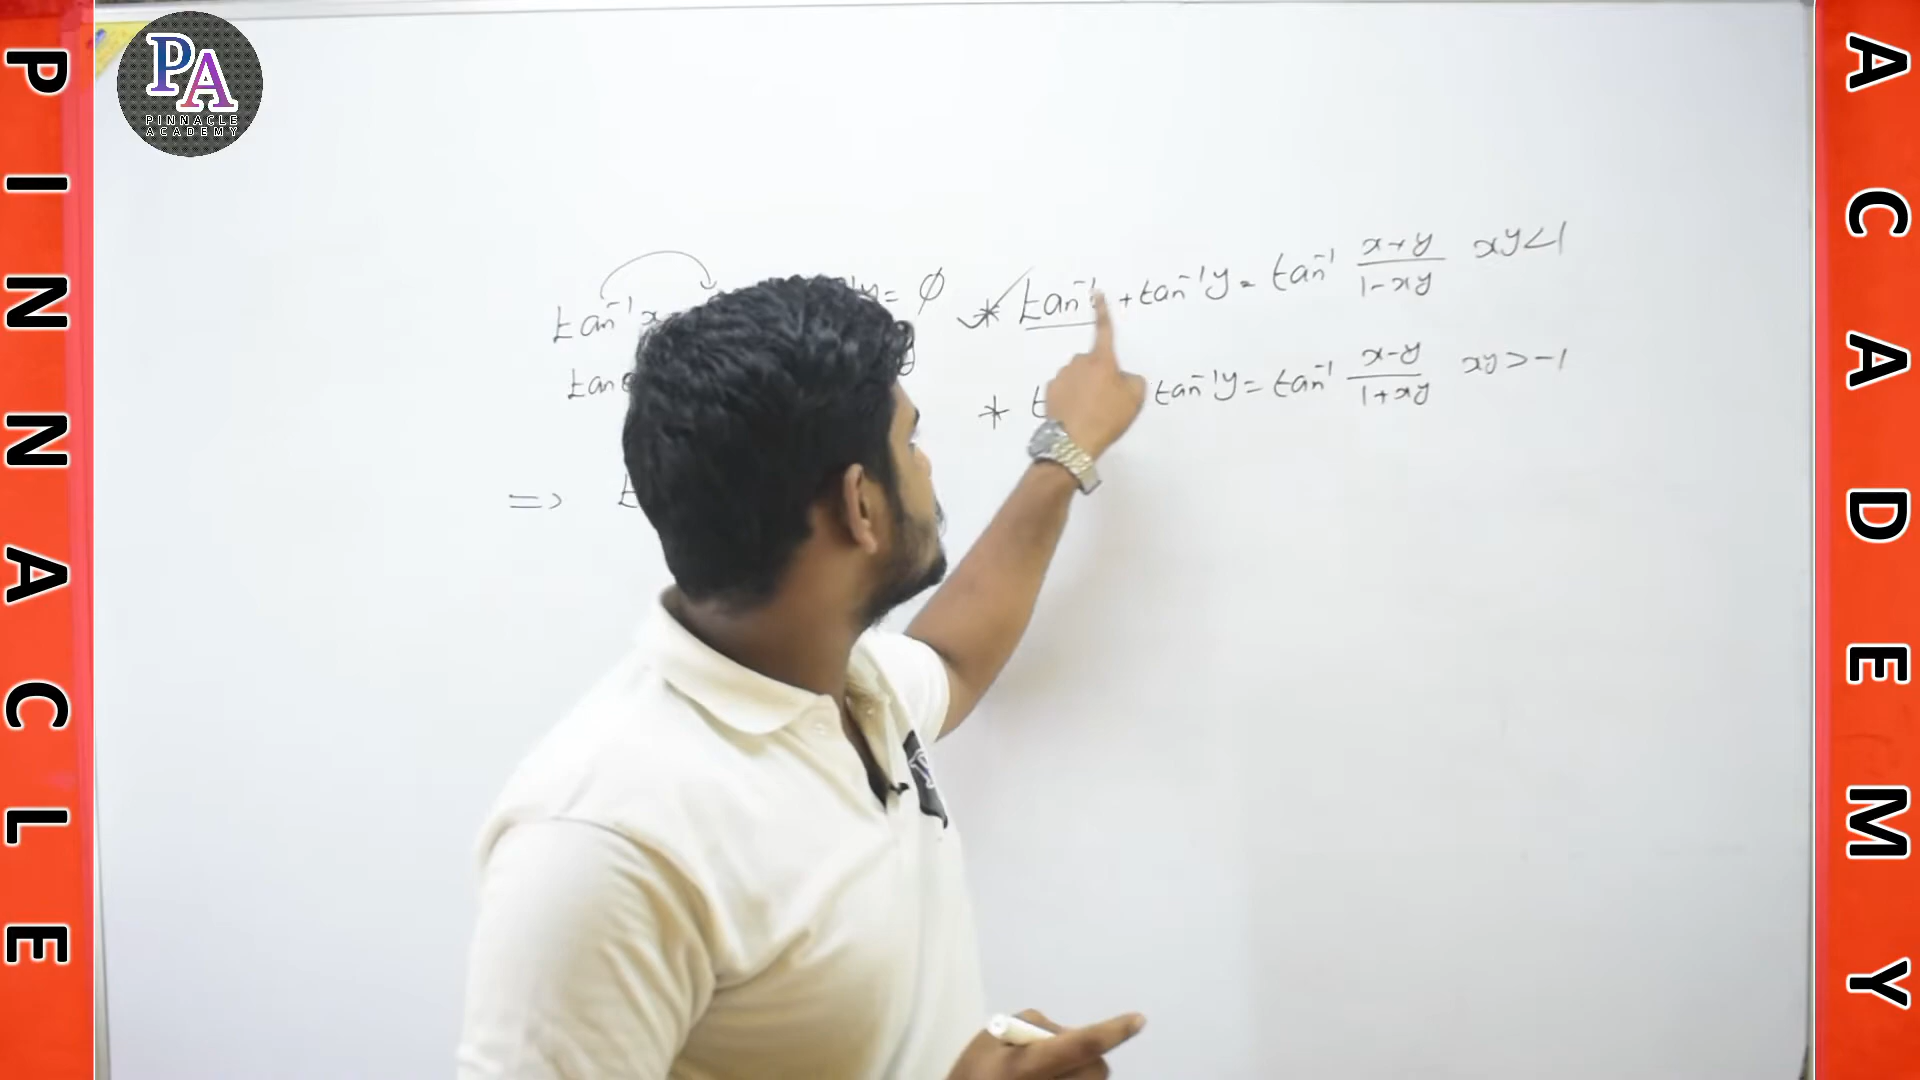 PINNACLE
PA
PINNACLE
ACADEMY
tan⁻¹x = ϕ
tan
=>
* tan⁻¹ + tan⁻¹y = tan⁻¹ (x+y)/(1-xy) xy<1
* tan⁻¹y = tan⁻¹ (x-y)/(1+xy) xy>-1
ACADEMY